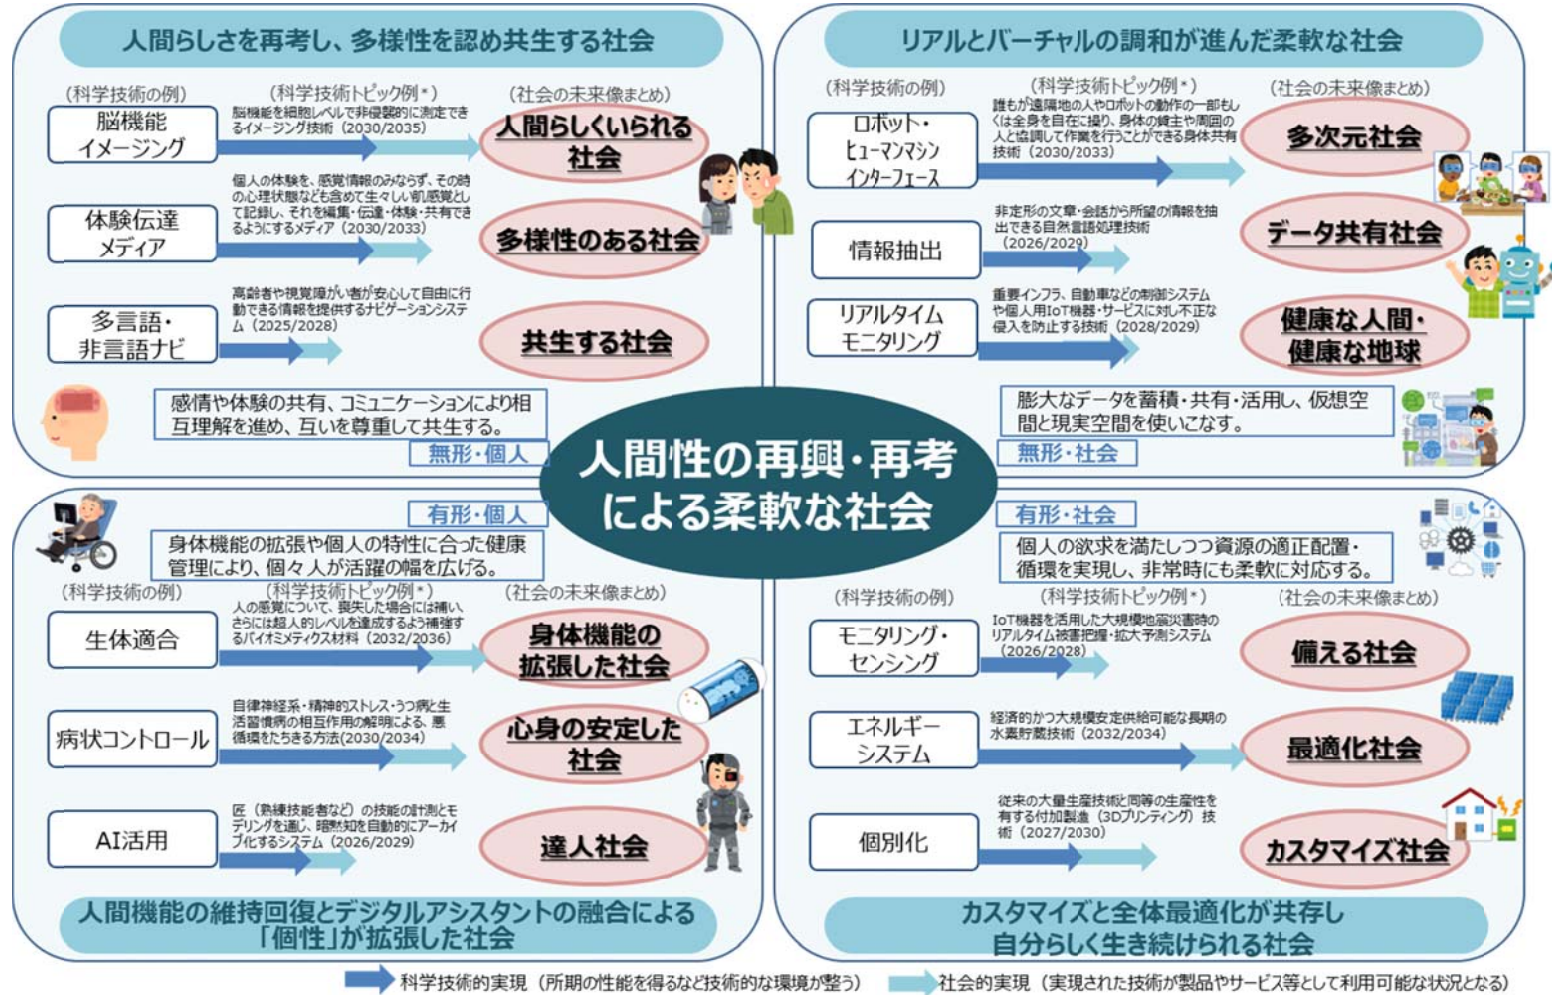 人間らしさを再考し、多様性を認め共生する社会
(科学技術の例)
(科学技術トピック例*)
(社会の未来像まとめ)
脳機能
イメージング
脳機能を細胞レベルで非侵襲的に測定でき
るイメージング技術（2030/2035）
人間らしくいられる
社会
体験伝達
メディア
個人の体験を、感覚情報のみならず、その時
の心理状態なども含めて生々しい肌感覚とし
て記録し、それを編集・伝達・体験・共有でき
るようにするメディア（2030/2033）
多様性のある社会
多言語・
非言語ナビ
高齢者や視覚障がい者が安心して自由に行
動できる情報を提供するナビゲーションシステ
ム（2025/2028）
共生する社会
感情や体験の共有、コミュニケーションにより相
互理解を進め、互いを尊重して共生する。
無形・個人
リアルとバーチャルの調和が進んだ柔軟な社会
(科学技術の例)
(科学技術トピック例*)
(社会の未来像まとめ)
ロボット・
ヒューマンマシン
インターフェース
誰もが遠隔地の人やロボットの動作の一部もし
くは全身を自在に操り、身体の貸主や周囲の
人と協調して作業を行うことができる身体共有
技術（2030/2033）
多次元社会
情報抽出
非定形の文章・会話から所望の情報を抽
出できる自然言語処理技術
（2026/2029）
データ共有社会
リアルタイム
モニタリング
重要インフラ、自動車などの制御システム
や個人用IoT機器・サービスに対し不正な
侵入を防止する技術（2028/2029）
健康な人間・
健康な地球
膨大なデータを蓄積・共有・活用し、仮想空
間と現実空間を使いこなす。
無形・社会
人間性の再興・再考
による柔軟な社会
有形・個人
身体機能の拡張や個人の特性に合った健康
管理により、個々人が活躍の幅を広げる。
(科学技術の例)
(科学技術トピック例*)
(社会の未来像まとめ)
生体適合
人の感覚について、喪失した場合には補い、
さらには超人的レベルを達成するよう補強す
るバイオミメティクス材料（2032/2036）
身体機能の
拡張した社会
病状コントロール
自律神経系・精神的ストレス・うつ病と生
活習慣病の相互作用の解明による、悪
循環をたちきる方法(2030/2034)
心身の安定した
社会
AI活用
匠（熟練技能者など）の技能の計測とモ
デリングを通じ、暗黙知を自動的にアーカイ
ブ化するシステム（2026/2029）
達人社会
人間機能の維持回復とデジタルアシスタントの融合による
「個性」が拡張した社会
有形・社会
個人の欲求を満たしつつ資源の適正配置・
循環を実現し、非常時にも柔軟に対応する。
(科学技術の例)
(科学技術トピック例*)
(社会の未来像まとめ)
モニタリング・
センシング
IoT機器を活用した大規模地震災害時の
リアルタイム被害把握・拡大予測システム
（2026/2028）
備える社会
エネルギー
システム
経済的かつ大規模安定供給可能な長期の
水素貯蔵技術（2032/2034）
最適化社会
個別化
従来の大量生産技術と同等の生産性を
有する付加製造（3Dプリンティング）技
術（2027/2030）
カスタマイズ社会
カスタマイズと全体最適化が共存し
自分らしく生き続けられる社会
科学技術的実現（所期の性能を得るなど技術的な環境が整う）
社会的実現（実現された技術が製品やサービス等として利用可能な状況となる）